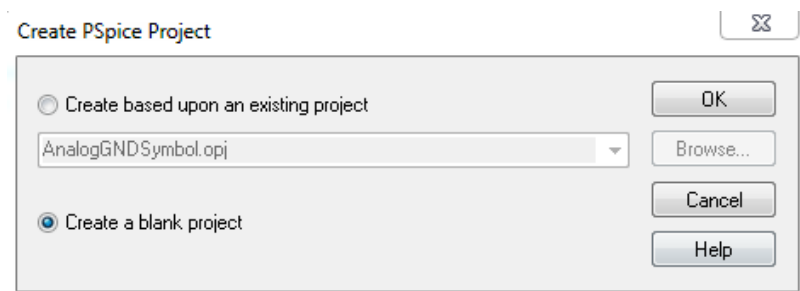 Create PSpice Project
Create based upon an existing project
OK
AnalogGNDSymbol.opj
Browse...
Cancel
Create a blank project
Help